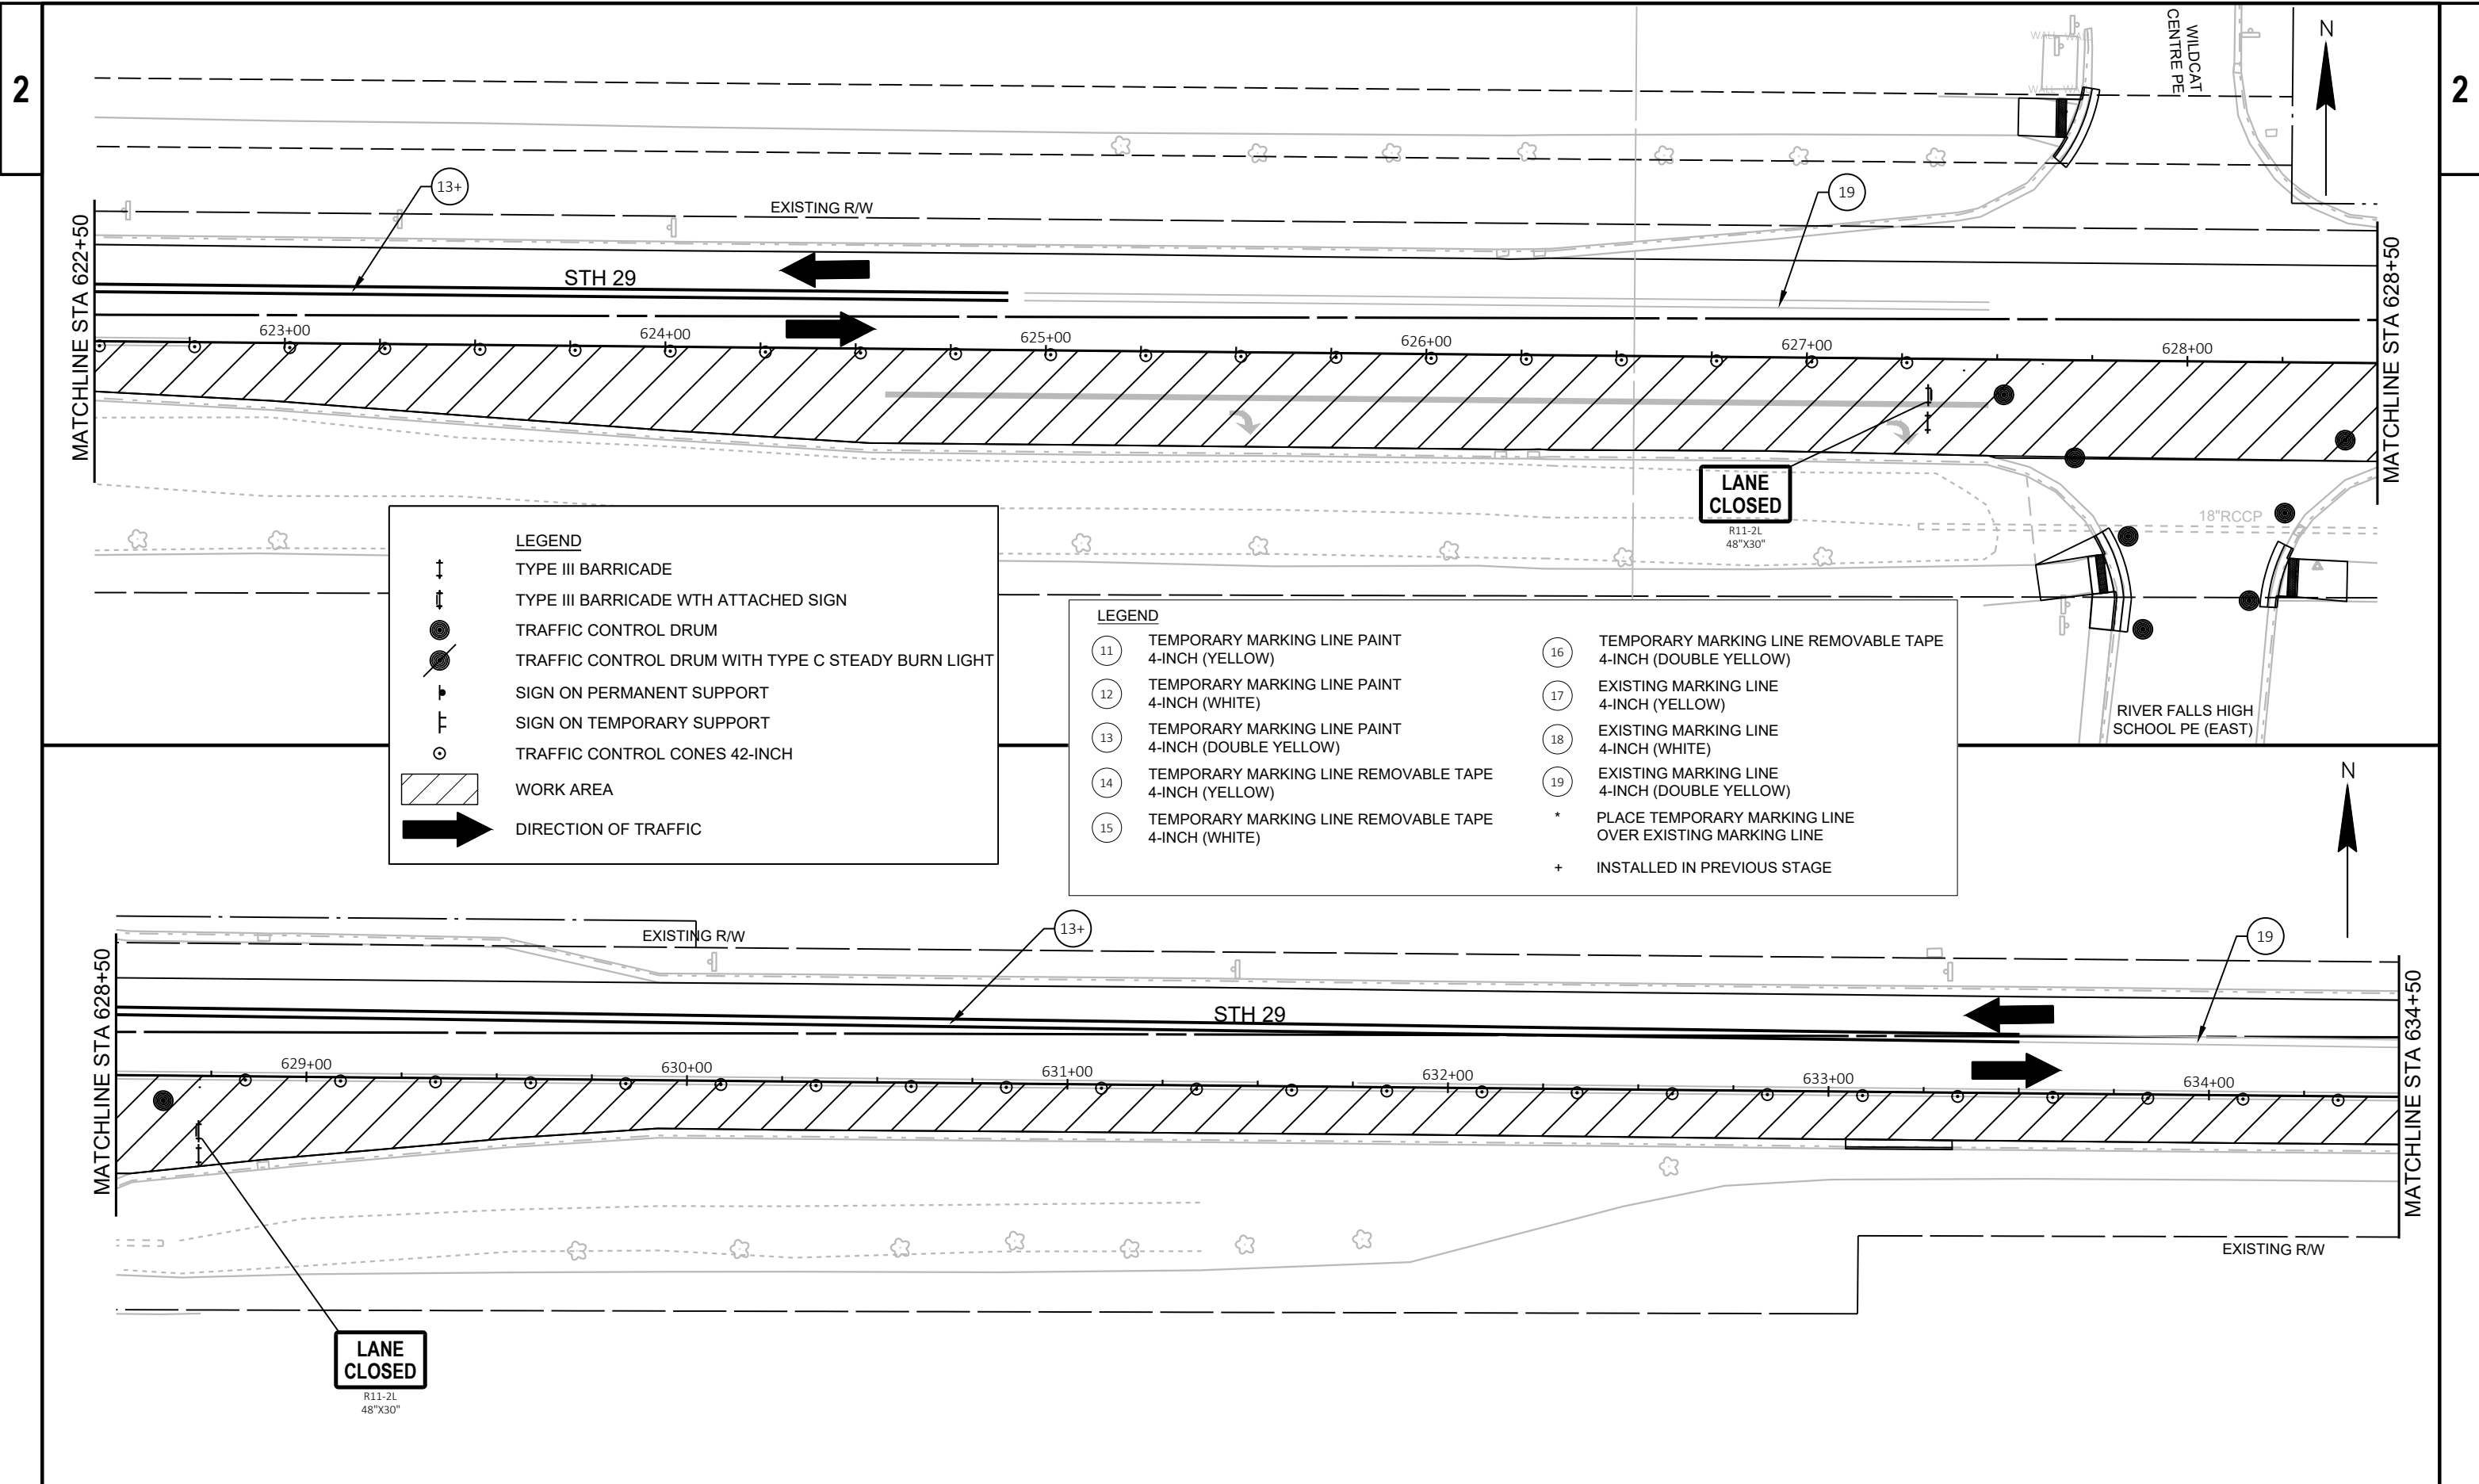 2
2
WALL WALL
WALL WALL
WILDCAT
CENTRE PE
N
13+
19
EXISTING R/W
MATCHLINE STA 622+50
MATCHLINE STA 628+50
STH 29
623+00
624+00
625+00
626+00
627+00
628+00
LANE
CLOSED
R11-2L
48"X30"
18"RCCP
RIVER FALLS HIGH
SCHOOL PE (EAST)
LEGEND
TYPE III BARRICADE
TYPE III BARRICADE WTH ATTACHED SIGN
TRAFFIC CONTROL DRUM
TRAFFIC CONTROL DRUM WITH TYPE C STEADY BURN LIGHT
SIGN ON PERMANENT SUPPORT
SIGN ON TEMPORARY SUPPORT
TRAFFIC CONTROL CONES 42-INCH
WORK AREA
DIRECTION OF TRAFFIC
LEGEND
11 TEMPORARY MARKING LINE PAINT
4-INCH (YELLOW)
12 TEMPORARY MARKING LINE PAINT
4-INCH (WHITE)
13 TEMPORARY MARKING LINE PAINT
4-INCH (DOUBLE YELLOW)
14 TEMPORARY MARKING LINE REMOVABLE TAPE
4-INCH (YELLOW)
15 TEMPORARY MARKING LINE REMOVABLE TAPE
4-INCH (WHITE)
16 TEMPORARY MARKING LINE REMOVABLE TAPE
4-INCH (DOUBLE YELLOW)
17 EXISTING MARKING LINE
4-INCH (YELLOW)
18 EXISTING MARKING LINE
4-INCH (WHITE)
19 EXISTING MARKING LINE
4-INCH (DOUBLE YELLOW)
* PLACE TEMPORARY MARKING LINE
OVER EXISTING MARKING LINE
+ INSTALLED IN PREVIOUS STAGE
N
EXISTING R/W
13+
19
MATCHLINE STA 628+50
MATCHLINE STA 634+50
STH 29
629+00
630+00
631+00
632+00
633+00
634+00
EXISTING R/W
LANE
CLOSED
R11-2L
48"X30"